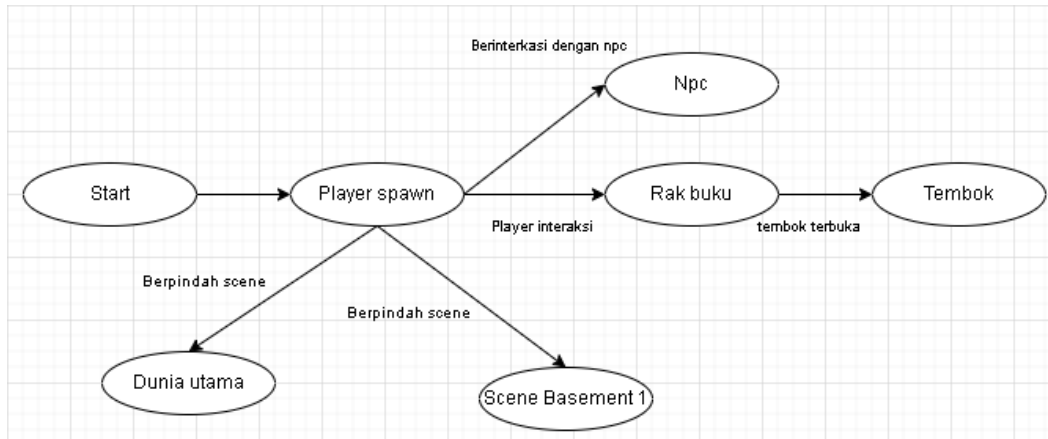 Berinterkasi dengan npc
Npc
Start
Player spawn
Rak buku
Tembok
Player interaksi
tembok terbuka
Berpindah scene
Berpindah scene
Dunia utama
Scene Basement 1